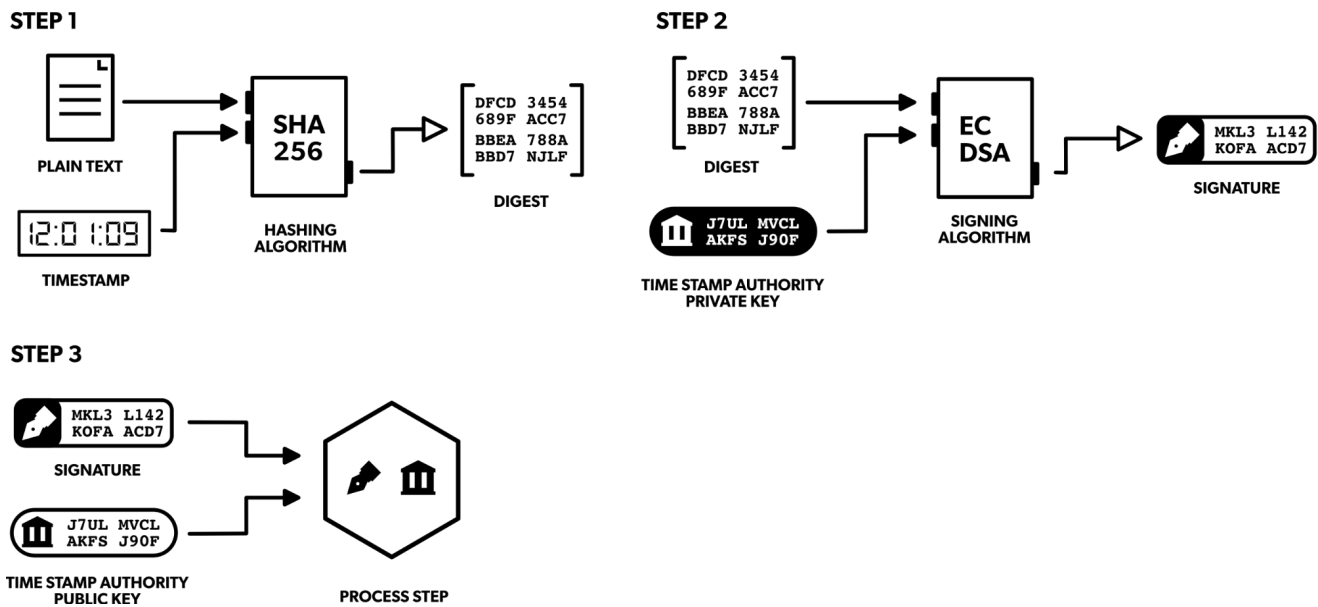 STEP 1
PLAIN TEXT
12:01:09
TIMESTAMP
SHA
256
HASHING
ALGORITHM
DFCD 3454
689F ACC7
BBEA 788A
BBD7 NJLF
DIGEST
STEP 2
DFCD 3454
689F ACC7
BBEA 788A
BBD7 NJLF
DIGEST
J7UL MVCL
AKFS J90F
TIME STAMP AUTHORITY
PRIVATE KEY
EC
DSA
SIGNING
ALGORITHM
MKL3 L142
KOFA ACD7
SIGNATURE
STEP 3
MKL3 L142
KOFA ACD7
SIGNATURE
J7UL MVCL
AKFS J90F
TIME STAMP AUTHORITY
PUBLIC KEY
PROCESS STEP